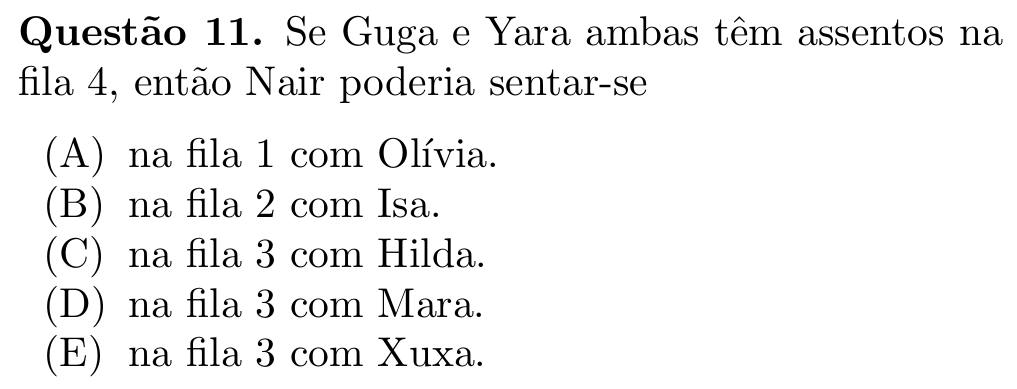 Questão 11. Se Guga e Yara ambas têm assentos na
fila 4, então Nair poderia sentar-se
(A) na fila 1 com Olívia.
(B) na fila 2 com Isa.
(C) na fila 3 com Hilda.
(D) na fila 3 com Mara.
(E) na fila 3 com Xuxa.